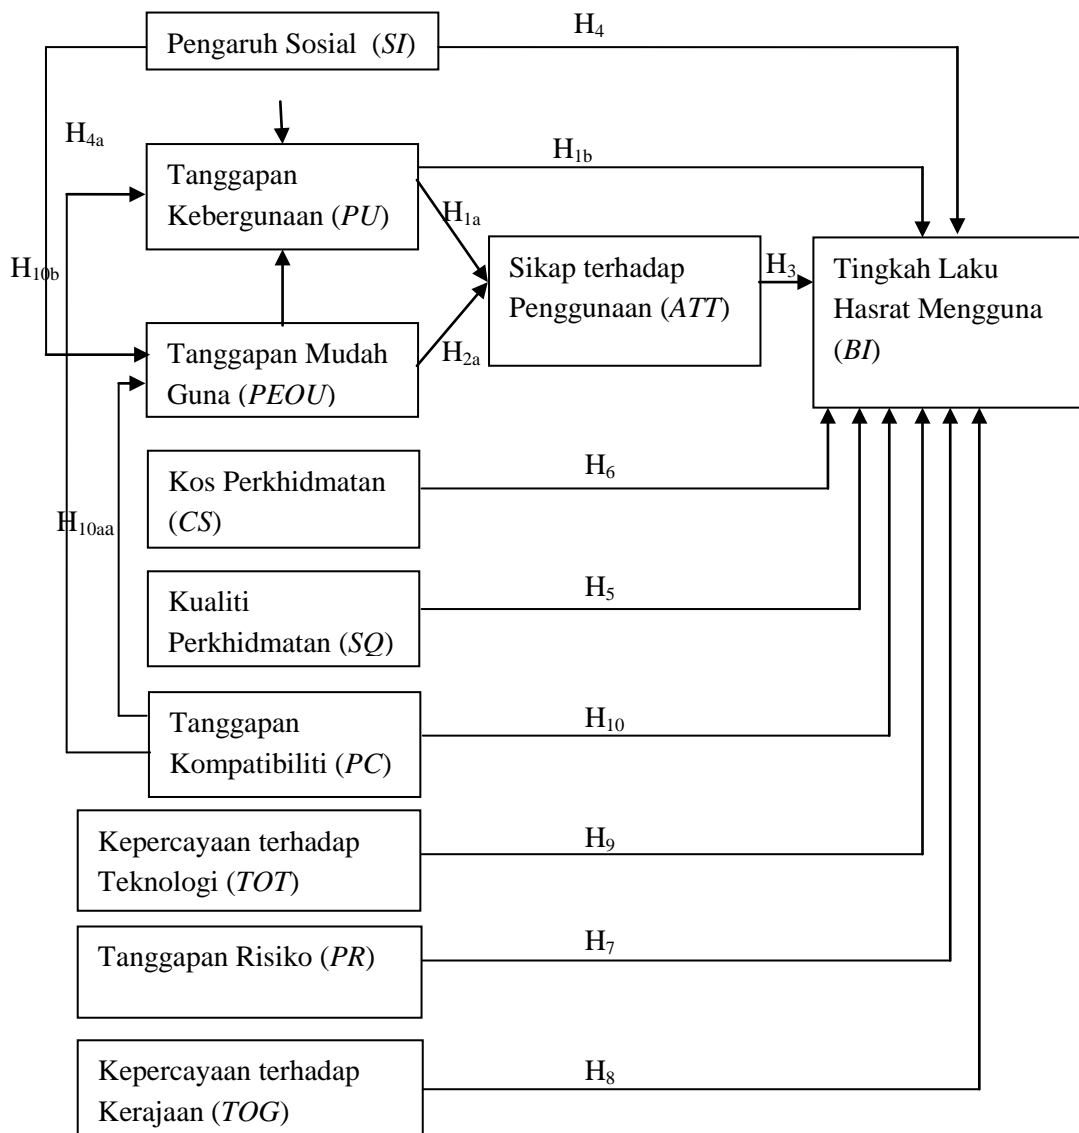 H4
Pengaruh Sosial (SI)
H4a
H1b
Tanggapan
Kebergunaan (PU)
H1a
H10b
Sikap terhadap
Penggunaan (ATT)
H3
Tingkah Laku
Hasrat Mengguna
(BI)
Tanggapan Mudah
Guna (PEOU)
H2a
Kos Perkhidmatan
(CS)
H6
H10aa
Kualiti
Perkhidmatan (SQ)
H5
Tanggapan
Kompatibiliti (PC)
H10
Kepercayaan terhadap
Teknologi (TOT)
H9
Tanggapan Risiko (PR)
H7
Kepercayaan terhadap
Kerajaan (TOG)
H8